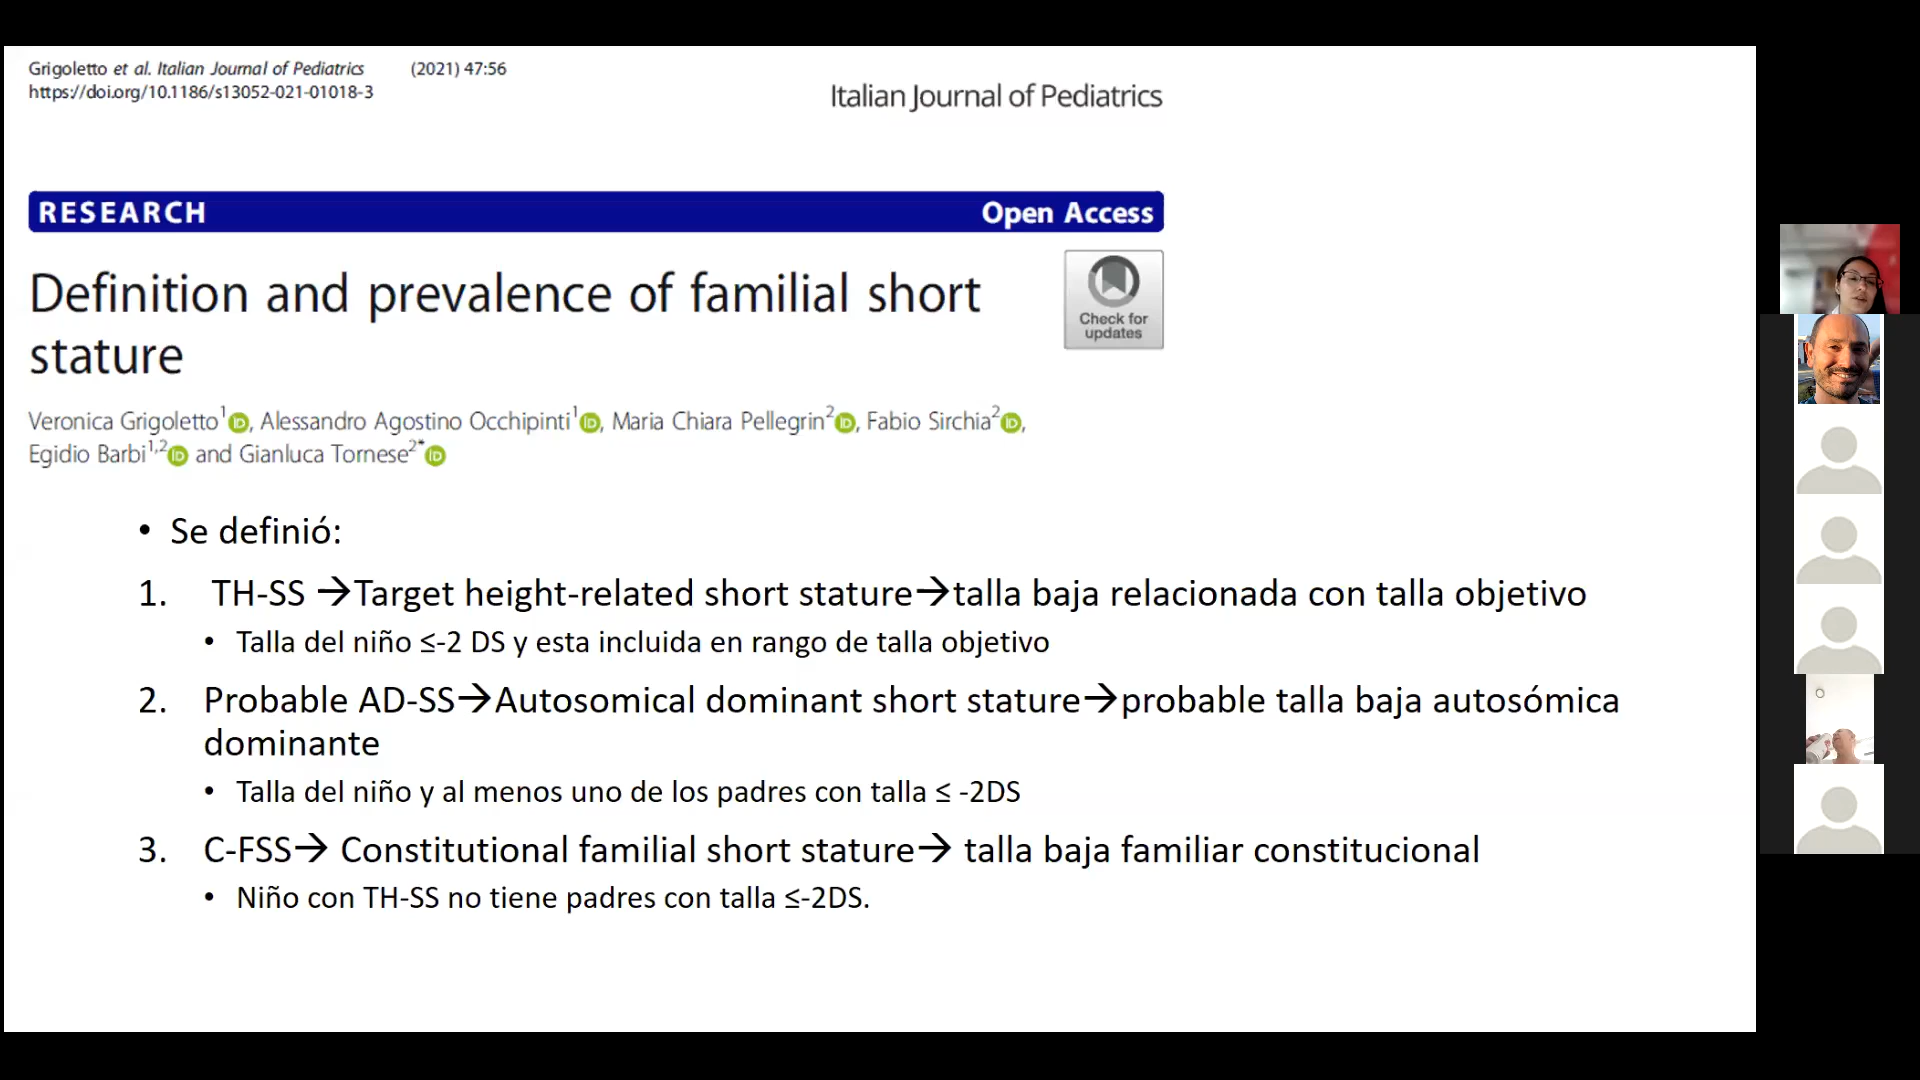 Grigoletto et al. Italian Journal of Pediatrics (2021) 47:56
https://doi.org/10.1186/s13052-021-01018-3
Italian Journal of Pediatrics
RESEARCH Open Access
Definition and prevalence of familial short
stature
Check for
updates
Veronica Grigoletto1, Alessandro Agostino Occhipinti1, Maria Chiara Pellegrin2, Fabio Sirchia2,
Egidio Barbi1,2 and Gianluca Tornese2*
• Se definió:
1. TH-SS →Target height-related short stature→talla baja relacionada con talla objetivo
• Talla del niño ≤-2 DS y esta incluida en rango de talla objetivo
2. Probable AD-SS→Autosomical dominant short stature→probable talla baja autosómica
dominante
• Talla del niño y al menos uno de los padres con talla ≤ -2DS
3. C-FSS→ Constitutional familial short stature→ talla baja familiar constitucional
• Niño con TH-SS no tiene padres con talla ≤-2DS.